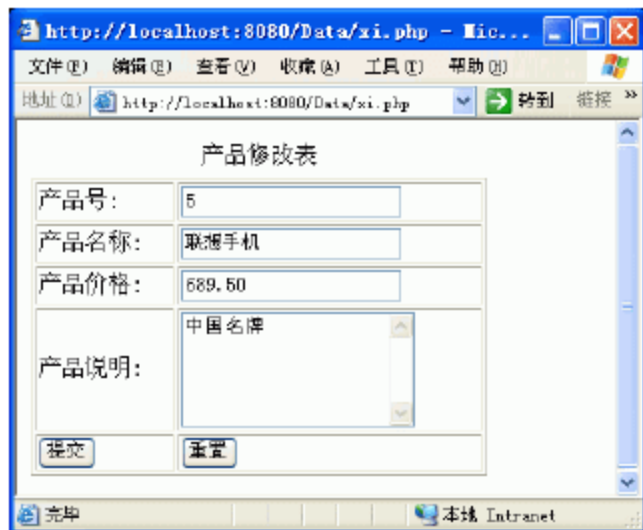 http://localhost:8080/Data/xi.php - Mic...
文件(F) 编辑(E) 查看(V) 收藏(A) 工具(T) 帮助(H)
地址(D) http://localhost:8080/Data/xi.php 转到 链接 »
产品修改表
产品号: 5
产品名称: 联想手机
产品价格: 689.50
产品说明: 中国名牌
提交 重置
完毕 本地 Intranet